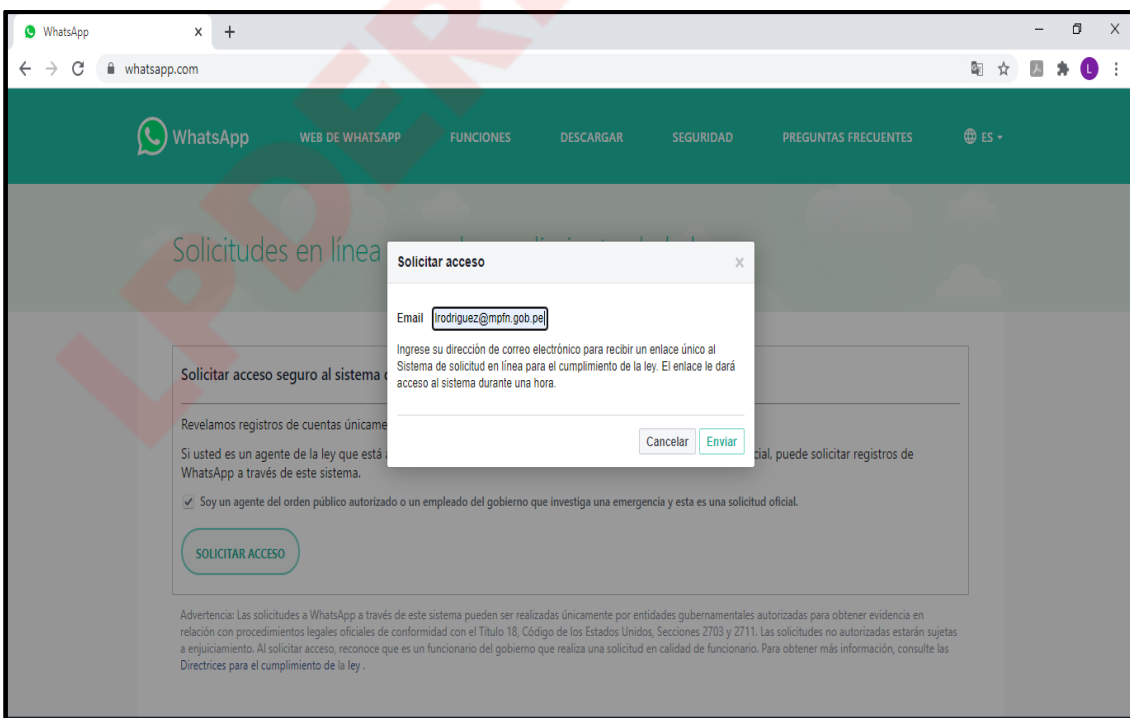 WhatsApp
whatsapp.com
L
WhatsApp WEB DE WHATSAPP FUNCIONES DESCARGAR SEGURIDAD PREGUNTAS FRECUENTES ES
Solicitudes en línea
Solicitar acceso
Email lrodriguez@mpfn.gob.pe
Ingrese su dirección de correo electrónico para recibir un enlace único al
Sistema de solicitud en línea para el cumplimiento de la ley. El enlace le dará
acceso al sistema durante una hora.
Cancelar Enviar
Solicitar acceso seguro al sistema
Revelamos registros de cuentas
Si usted es un agente de la ley que está cial, puede solicitar registros de
WhatsApp a través de este sistema.
Soy un agente del orden público autorizado o un empleado del gobierno que investiga una emergencia y esta es una solicitud oficial.
SOLICITAR ACCESO
Advertencia: Las solicitudes a WhatsApp a través de este sistema pueden ser realizadas únicamente por entidades gubernamentales autorizadas para obtener evidencia en
relación con procedimientos legales oficiales de conformidad con el Título 18, Código de los Estados Unidos, Secciones 2703 y 2711. Las solicitudes no autorizadas estarán sujetas
a enjuiciamiento. Al solicitar acceso, reconoce que es un funcionario del gobierno que realiza una solicitud en calidad de funcionario. Para obtener más información, consulte las
Directrices para el cumplimiento de la ley .
LPDER